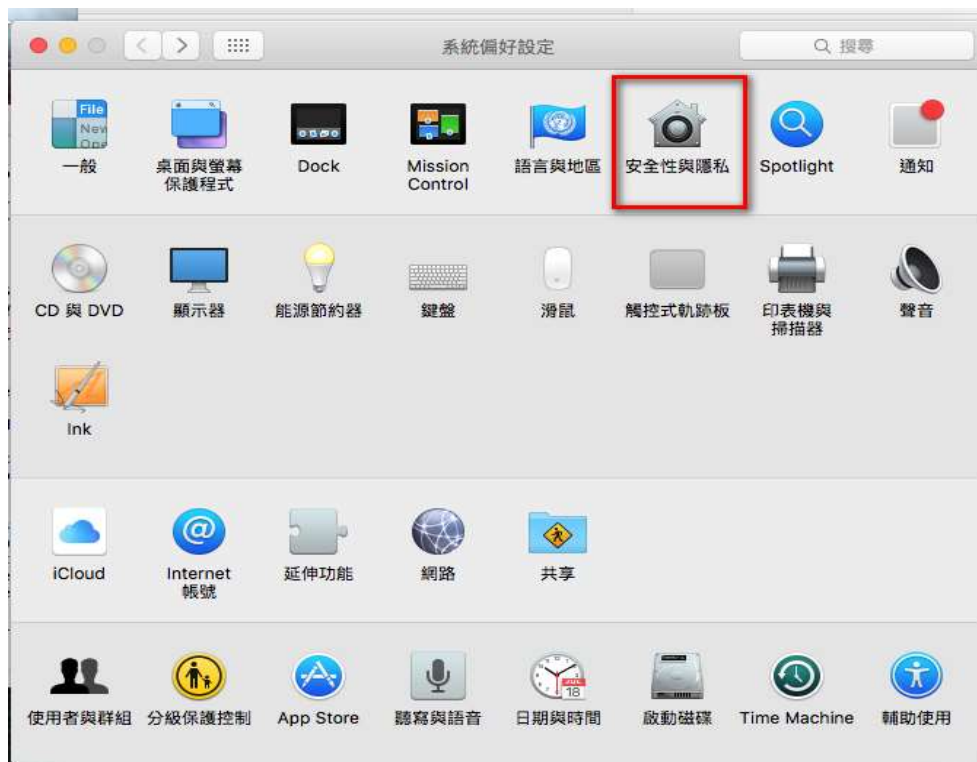 系統偏好設定
搜尋
File
New
Ope
一般
桌面與螢幕
保護程式
Dock
Mission
Control
語言與地區
安全性與隱私
Spotlight
通知
CD 與 DVD
顯示器
能源節約器
鍵盤
滑鼠
觸控式軌跡板
印表機與
掃描器
聲音
Ink
iCloud
@
Internet
帳號
延伸功能
網路
共享
使用者與群組
分級保護控制
App Store
聽寫與語音
JUL
18
日期與時間
啟動磁碟
Time Machine
輔助使用